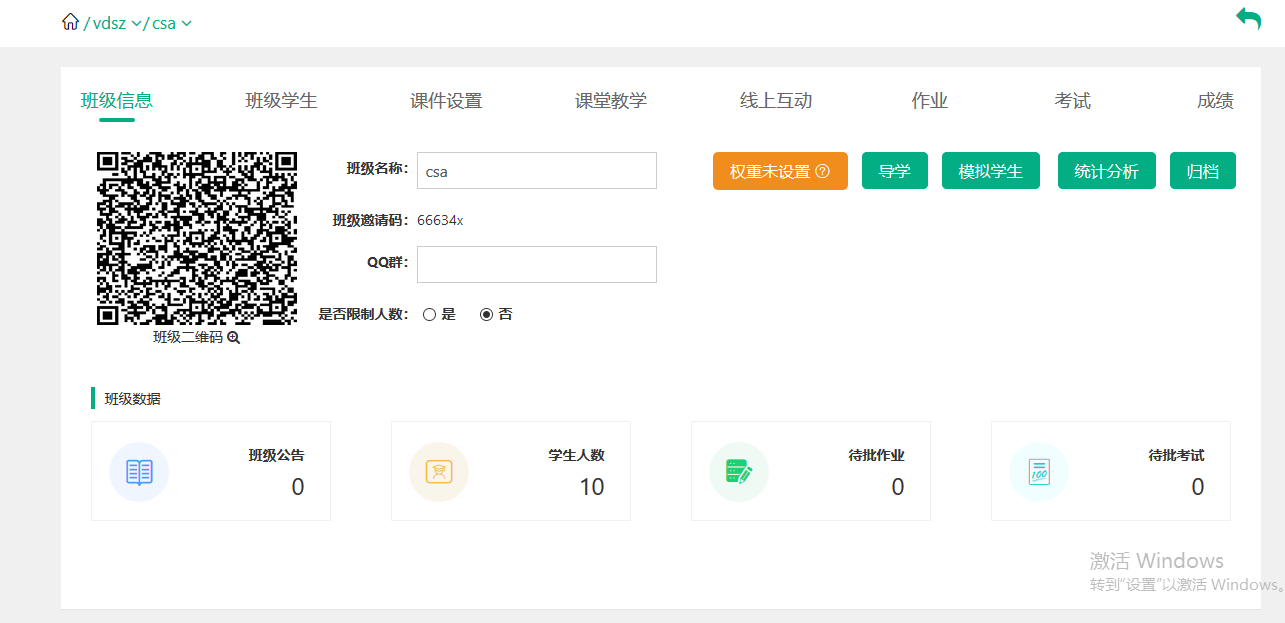 / vdsz / csa
班级信息 班级学生 课件设置 课堂教学 线上互动 作业 考试 成绩
班级名称: csa
权重未设置 导学 模拟学生 统计分析 归档
班级邀请码: 66634x
QQ群:
是否限制人数: 是 否
班级二维码
班级数据
班级公告 学生人数 待批作业 待批考试
100
0 10 0 0
激活 Windows
转到"设置"以激活 Windows。